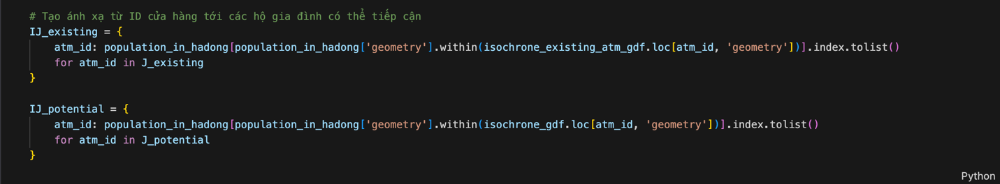 # Tạo ánh xạ từ ID cửa hàng tới các hộ gia đình có thể tiếp cận
IJ_existing = {
    atm_id: population_in_hadong[population_in_hadong['geometry'].within(isochrone_existing_atm_gdf.loc[atm_id, 'geometry'])].index.tolist()
    for atm_id in J_existing
}

IJ_potential = {
    atm_id: population_in_hadong[population_in_hadong['geometry'].within(isochrone_gdf.loc[atm_id, 'geometry'])].index.tolist()
    for atm_id in J_potential
}
Python